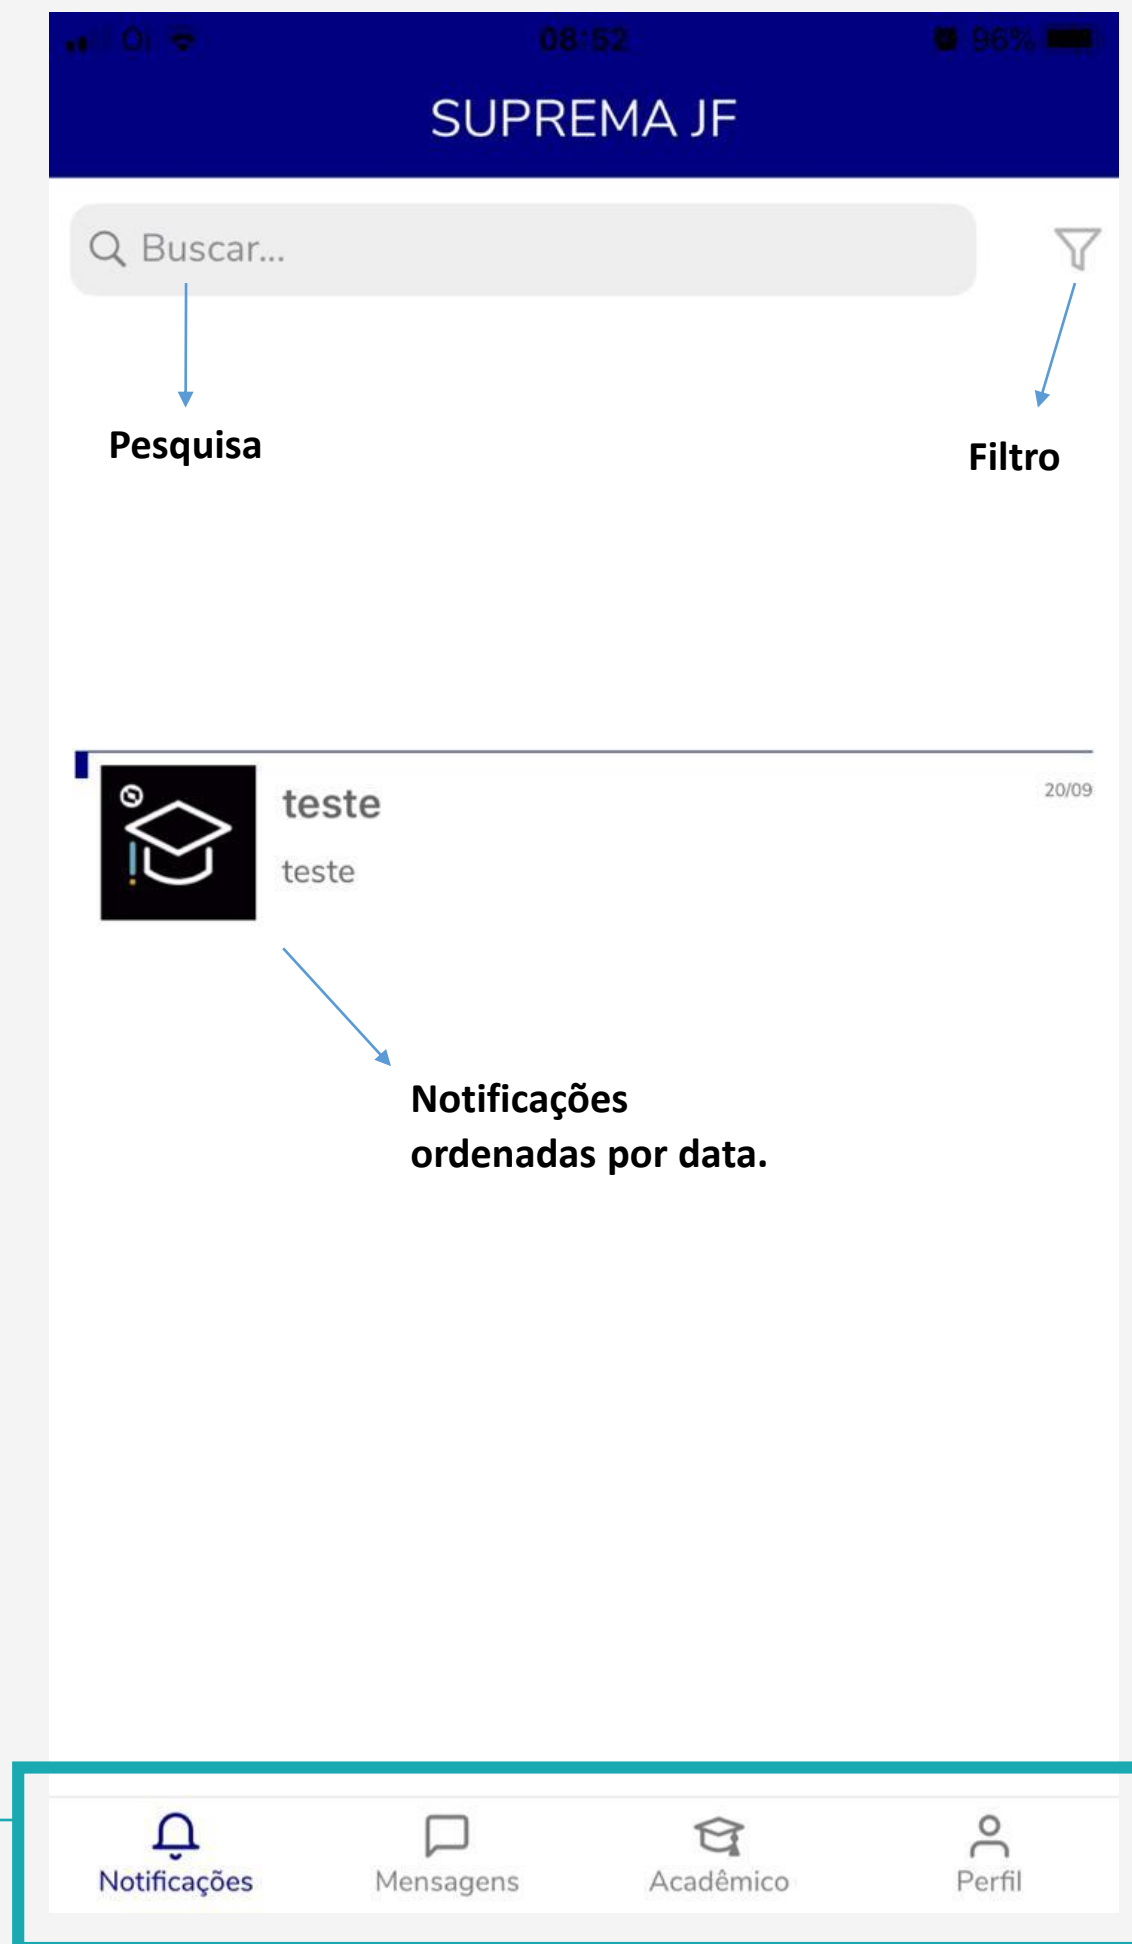 Oi 08:52 96%
SUPREMA JF
Buscar...
Pesquisa
Filtro
teste
20/09
teste
Notificações
ordenadas por data.
Notificações Mensagens Acadêmico Perfil